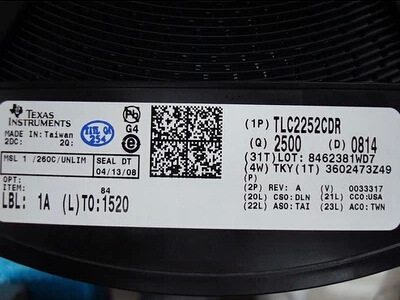 TEXAS
INSTRUMENTS
MADE IN: Taiwan
2DC: 2Q:
G4
MSL 1 /260C/UNLIM
SEAL DT
04/13/08
OPT:
ITEM:
84
LBL: 1A (L)TO:1520
(1P) TLC2252CDR
(Q) 2500 (D) 0814
(31T)LOT: 8462381WD7
(4W) TKY(1T) 3602473Z49
(P)
(2P) REV: A (V) 0033317
(20L) CSO:DLN (21L) CCO:USA
(22L) ASO:TAI (23L) ACO:TWN